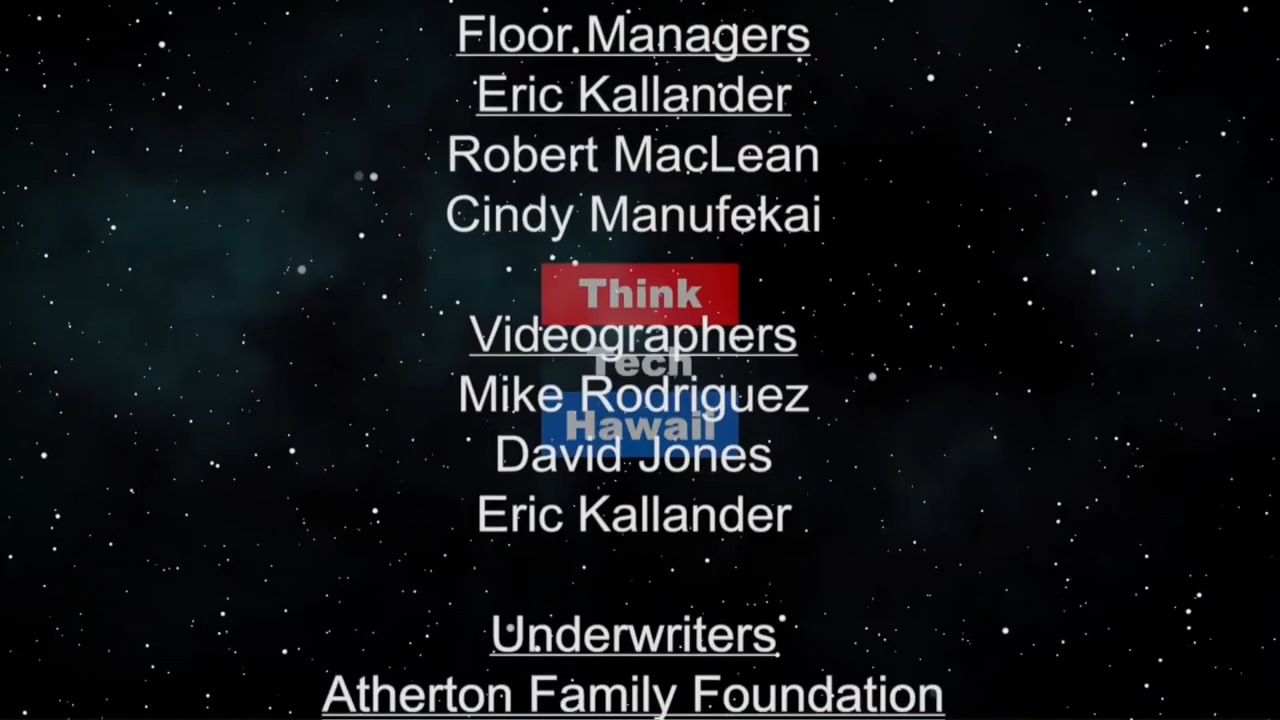 Floor Managers
Eric Kallander
Robert MacLean
Cindy Manufekai
Think
Videographers
Tech
Mike Rodriguez
Hawaii
David Jones
Eric Kallander
Underwriters
Atherton Family Foundation